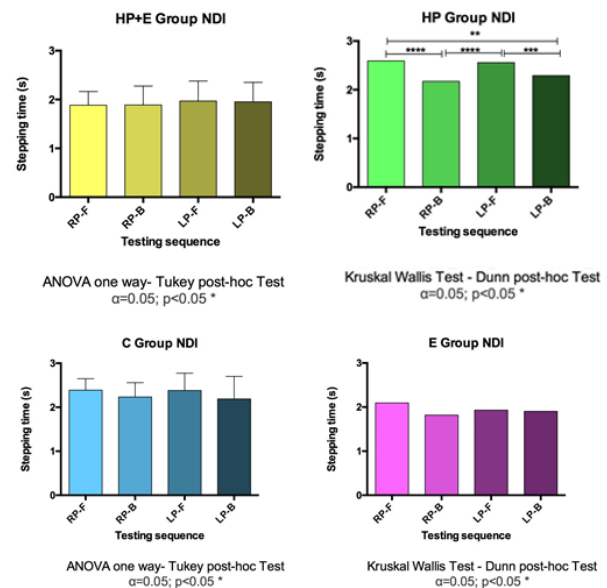 HP+E Group NDI
Stepping time (s)
3
2
1
0
RP-F
RP-B
LP-F
LP-B
Testing sequence
ANOVA one way- Tukey post-hoc Test
α=0.05; p<0.05 *
HP Group NDI
**
**** **** ***
Stepping time (s)
3
2
1
0
RP-F
RP-B
LP-F
LP-B
Testing sequence
Kruskal Wallis Test - Dunn post-hoc Test
α=0.05; p<0.05 *
C Group NDI
Stepping time (s)
3
2
1
0
RP-F
RP-B
LP-F
LP-B
Testing sequence
ANOVA one way- Tukey post-hoc Test
α=0.05; p<0.05 *
E Group NDI
Stepping time (s)
3
2
1
0
RP-F
RP-B
LP-F
LP-B
Testing sequence
Kruskal Wallis Test - Dunn post-hoc Test
α=0.05; p<0.05 *